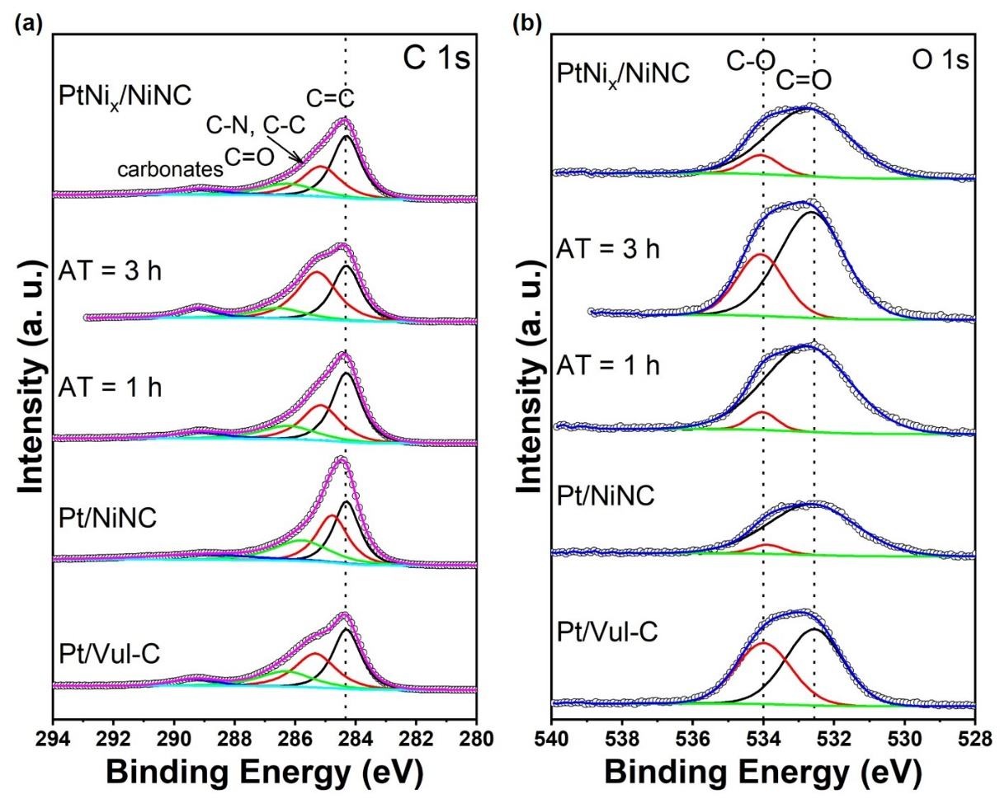 (a)
C 1s
PtNiₓ/NiNC
C=C
C-N, C-C
C=O
carbonates
AT = 3 h
AT = 1 h
Pt/NiNC
Pt/Vul-C
Intensity (a. u.)
294 292 290 288 286 284 282 280
Binding Energy (eV)
(b)
O 1s
PtNiₓ/NiNC
C-O
C=O
AT = 3 h
AT = 1 h
Pt/NiNC
Pt/Vul-C
Intensity (a. u.)
540 538 536 534 532 530 528
Binding Energy (eV)